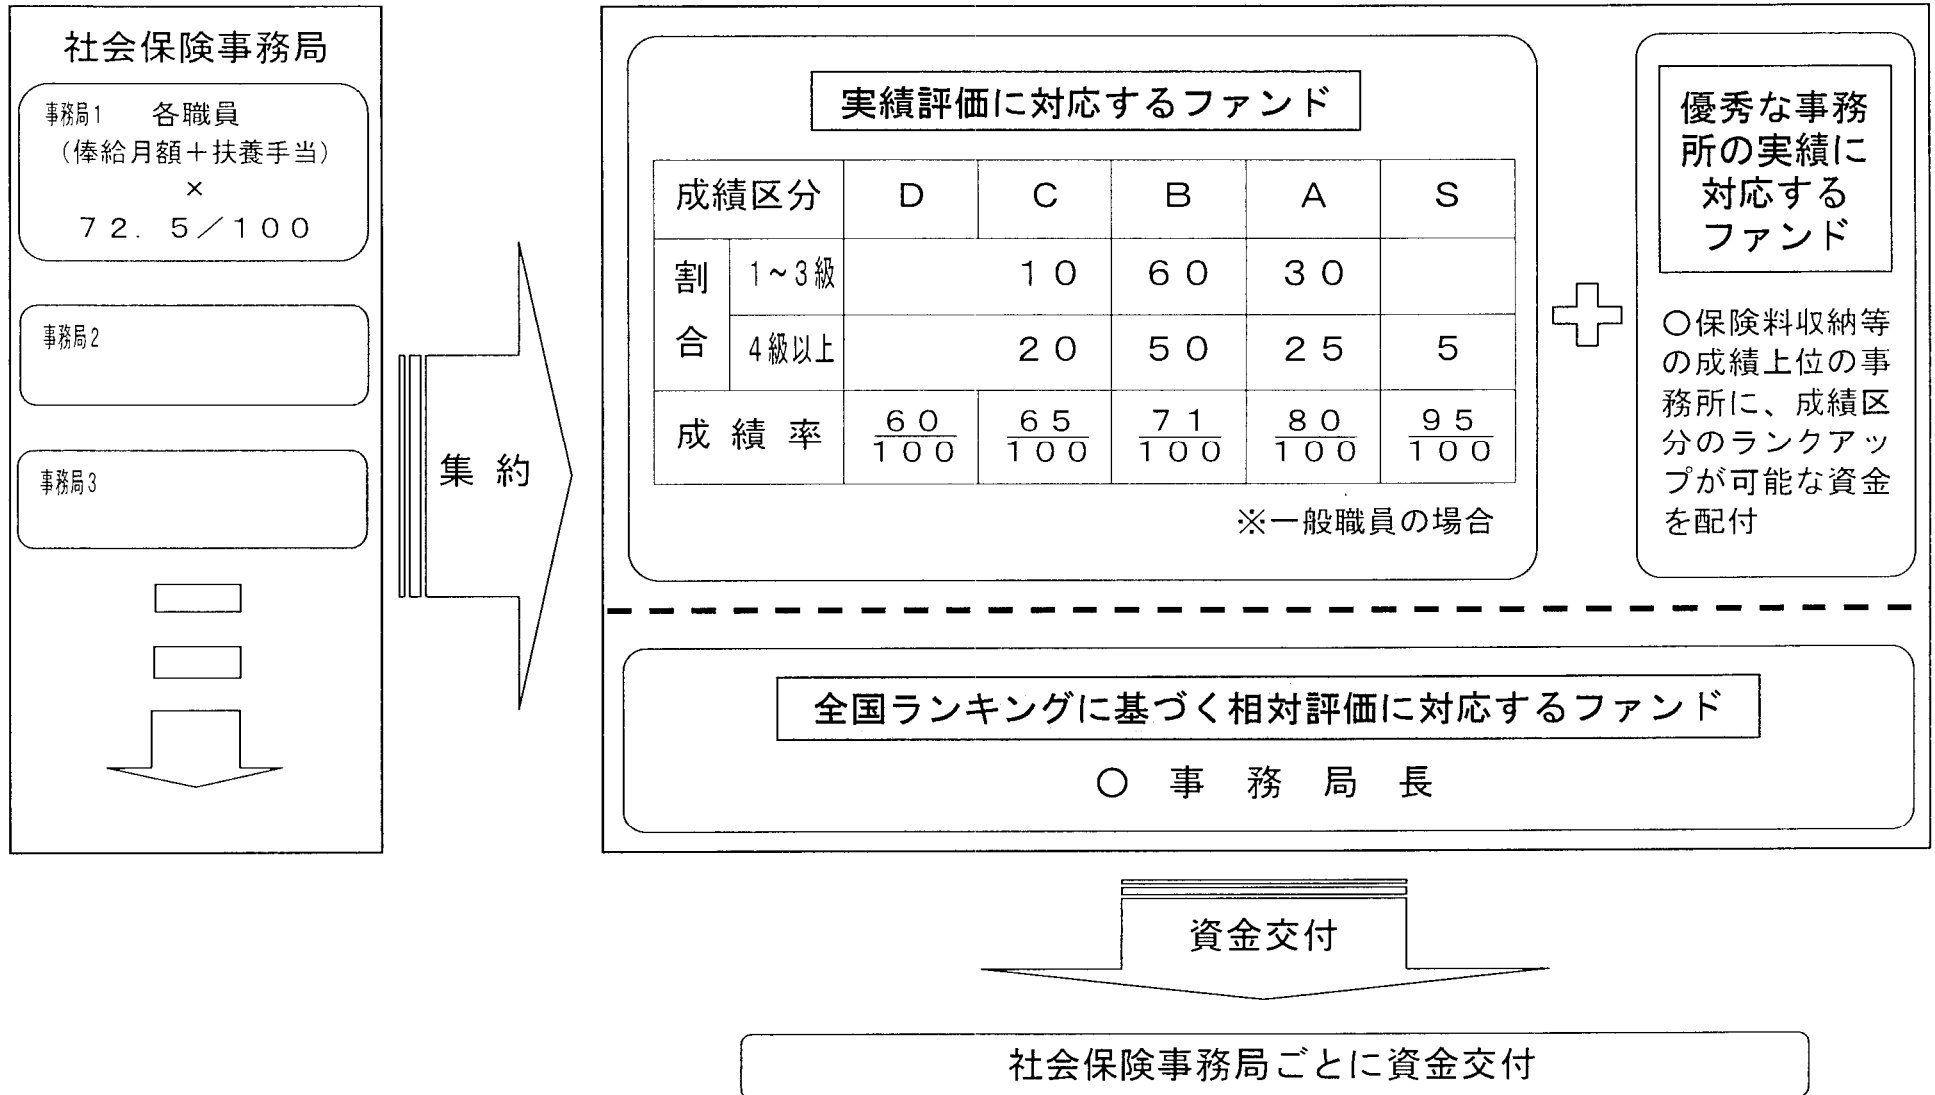 社会保険事務局
事務局1 各職員
(俸給月額+扶養手当)
×
72.5/100
事務局2
事務局3
集約
実績評価に対応するファンド
成績区分 D C B A S
割合
1~3級 10 60 30
4級以上 20 50 25 5
成績率 60/100 65/100 71/100 80/100 95/100
※一般職員の場合
優秀な事務
所の実績に
対応する
ファンド
○保険料収納等
の成績上位の事
務所に、成績区
分のランクアッ
プが可能な資金
を配付
全国ランキングに基づく相対評価に対応するファンド
○ 事務局長
資金交付
社会保険事務局ごとに資金交付